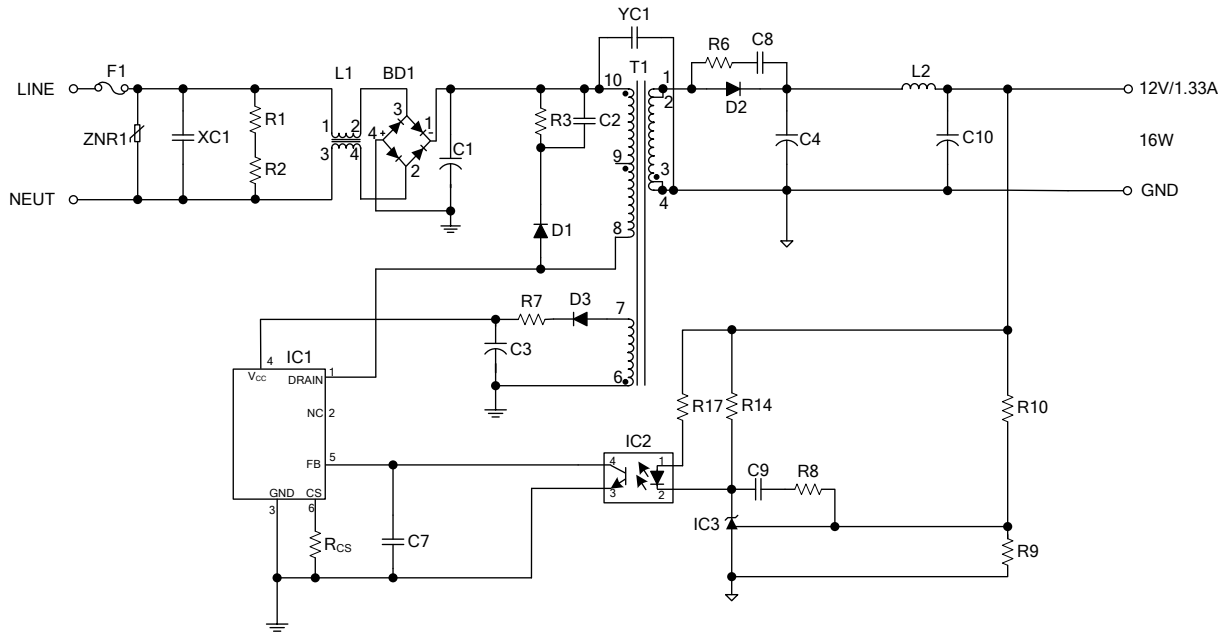 YC1
F1
LINE
L1
BD1
T1
R6
C8
L2
12V/1.33A
10
1
2
D2
ZNR1
XC1
R1
R2
1
2
3
4
3
4
+
1
-
2
C1
R3
C2
9
3
4
C4
C10
16W
NEUT
GND
8
D1
R7
D3
7
C3
6
IC1
4
VCC
DRAIN
1
NC
2
FB
5
GND
CS
3
6
RCS
C7
IC2
4
1
3
2
R17
R14
R10
C9
R8
IC3
R9